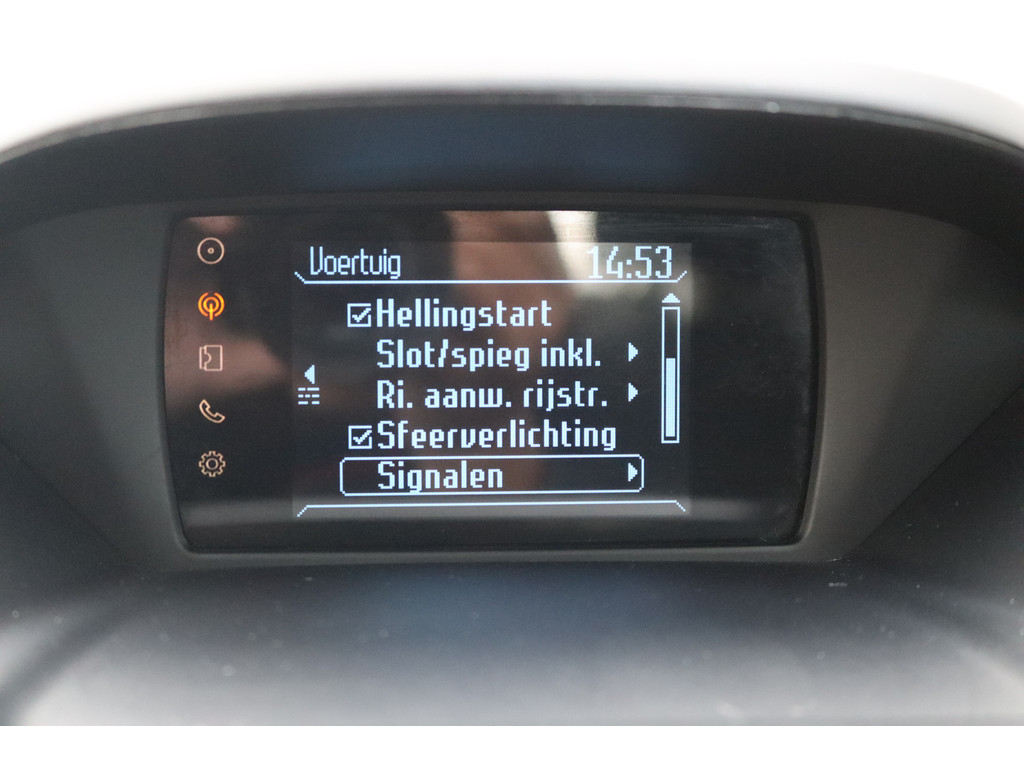 Voertuig 14:53
Hellingstart
Slot/spieg inkl.
Ri. aanw. rijstr.
Sfeerverlichting
Signalen